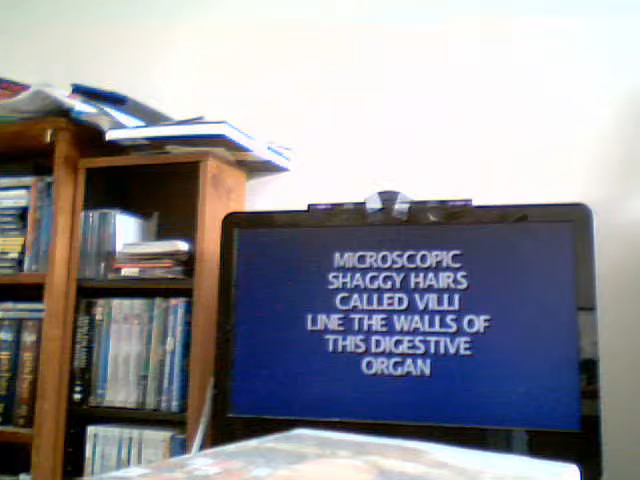 MICROSCOPIC
SHAGGY HAIRS
CALLED VILLI
LINE THE WALLS OF
THIS DIGESTIVE
ORGAN